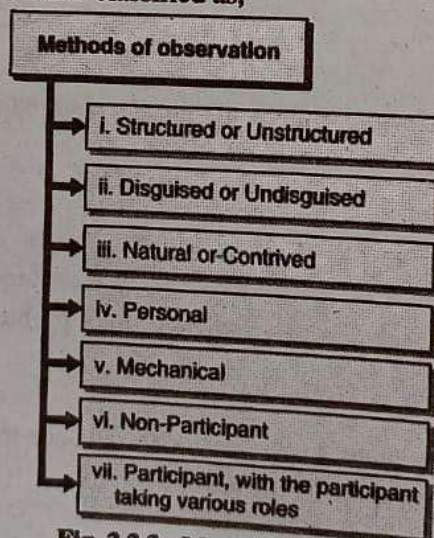 Methods of observation
i. Structured or Unstructured
ii. Disguised or Undisguised
iii. Natural or-Contrived
iv. Personal
v. Mechanical
vi. Non-Participant
vii. Participant, with the participant
taking various roles